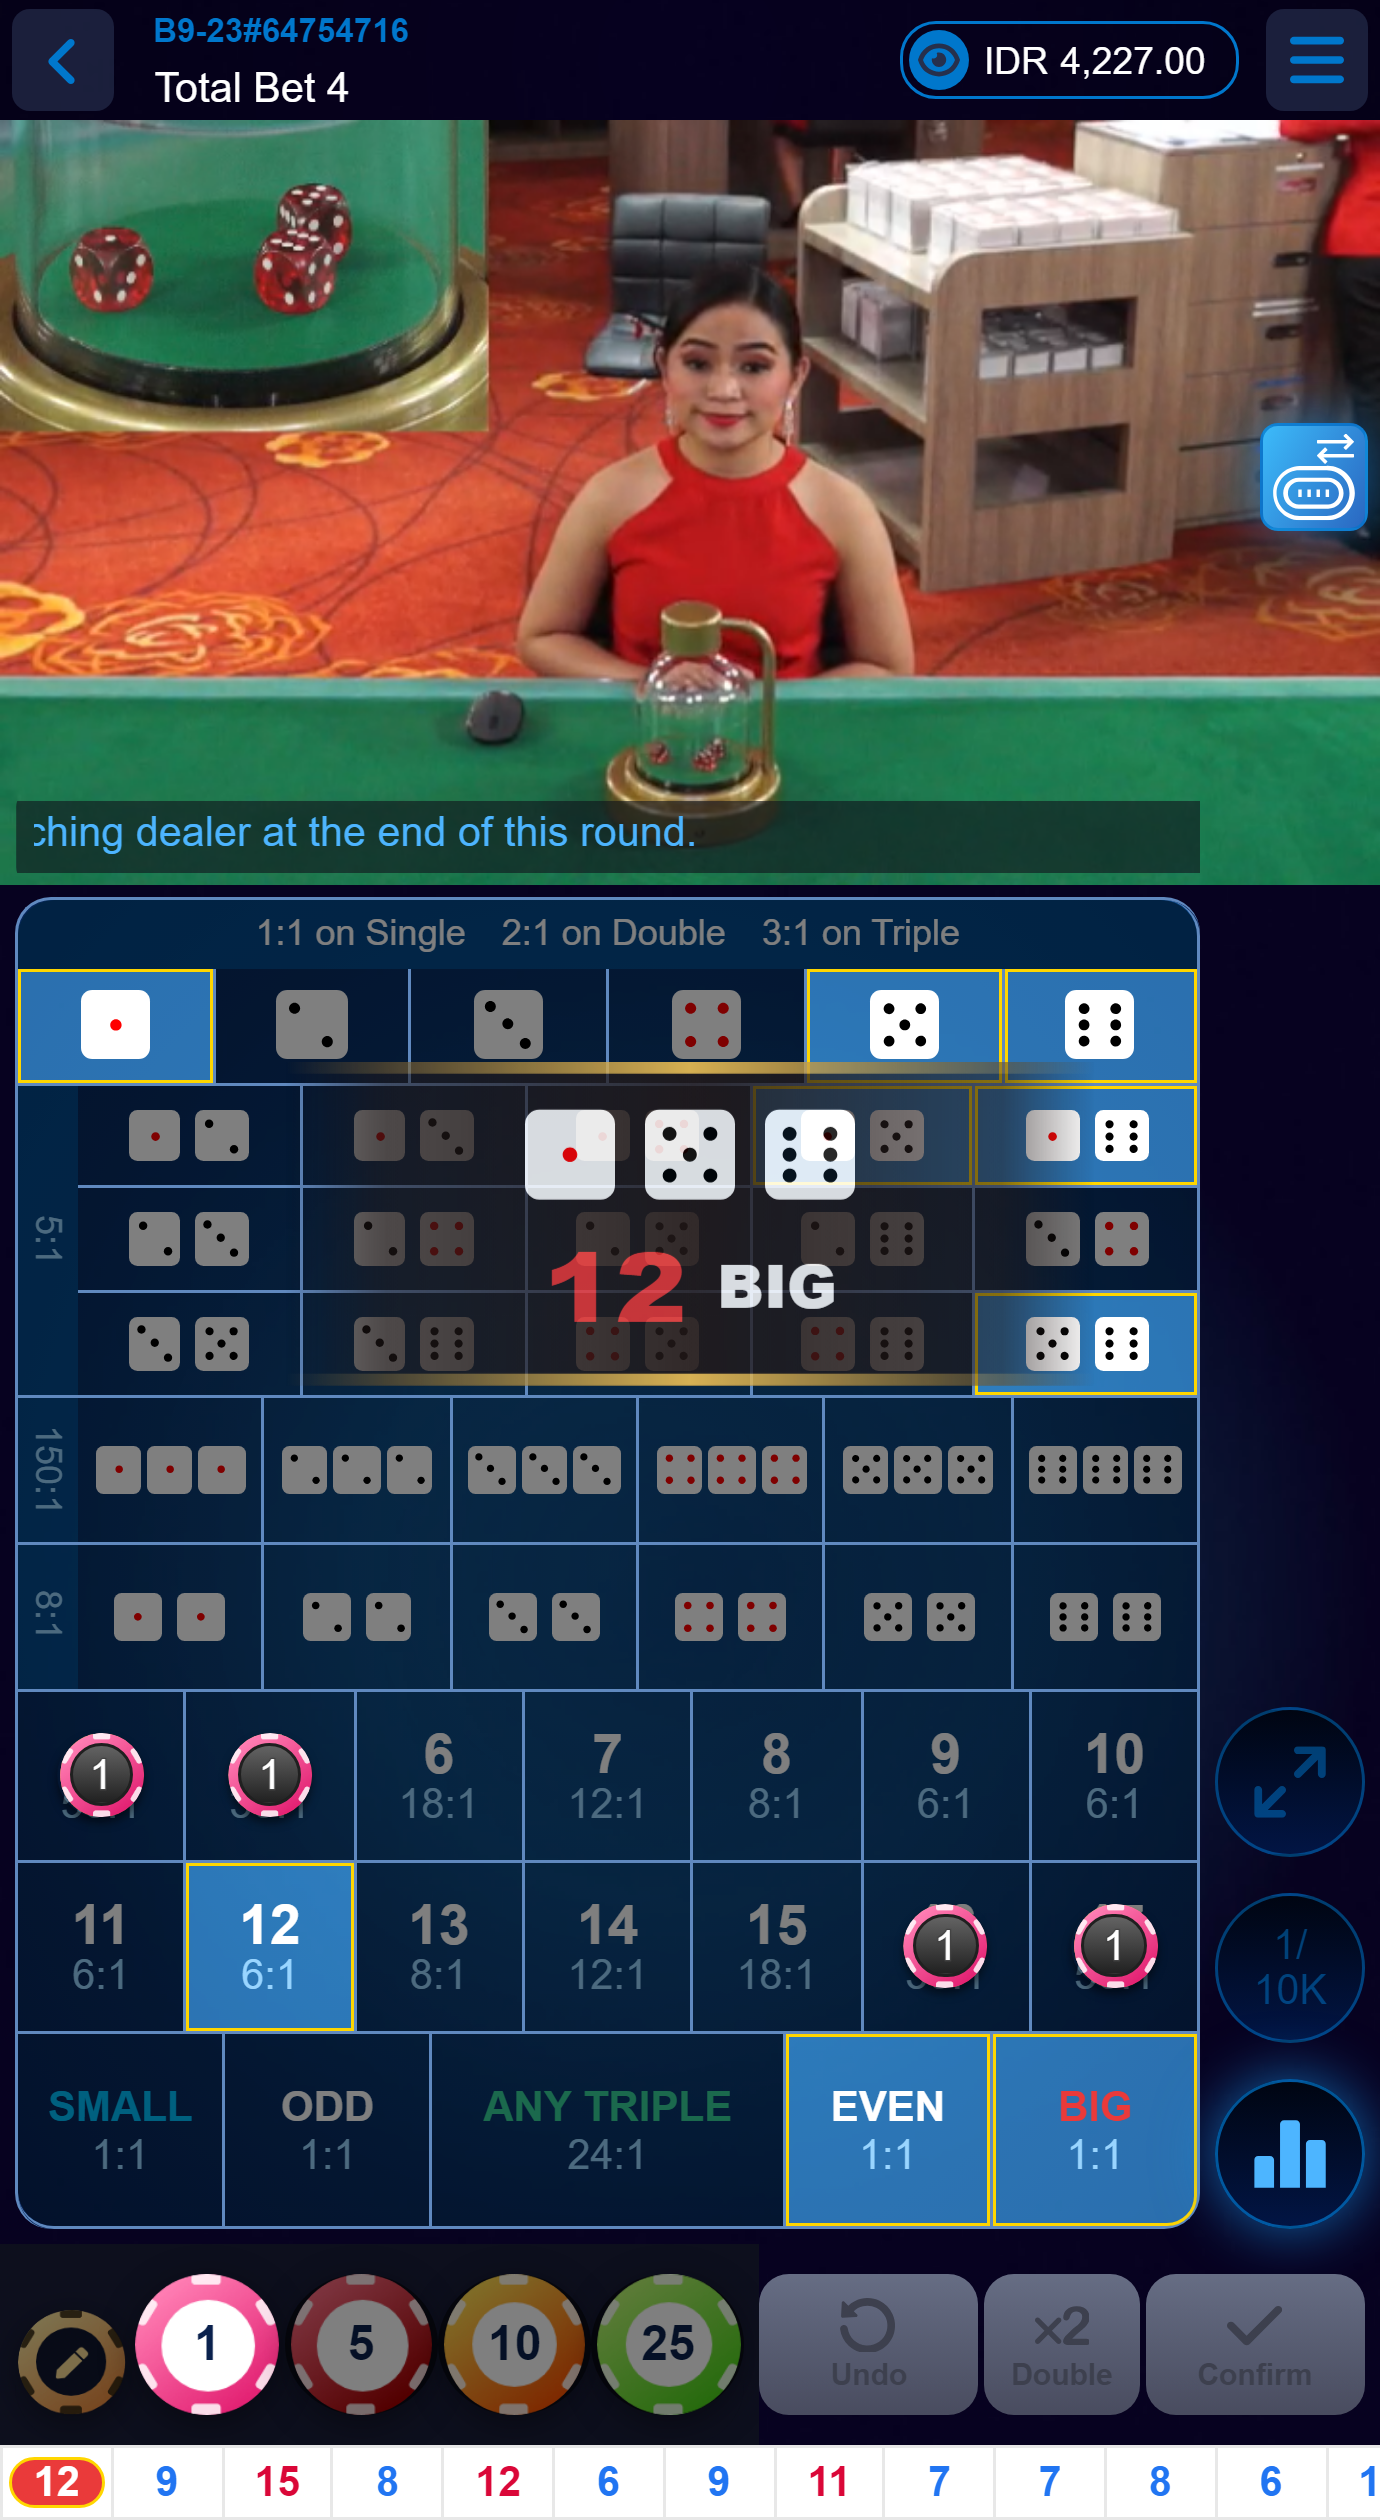 B9-23#64754716
Total Bet 4
IDR 4,227.00
ching dealer at the end of this round.
1:1 on Single 2:1 on Double 3:1 on Triple
5:1
12 BIG
150:1
8:1
1 1 6 7 8 9 10
18:1 12:1 8:1 6:1 6:1
11 12 13 14 15 1 1
6:1 6:1 8:1 12:1 18:1
1/
10K
SMALL ODD ANY TRIPLE EVEN BIG
1:1 1:1 24:1 1:1 1:1
1 5 10 25
x2
Undo Double Confirm
12 9 15 8 12 6 9 11 7 7 8 6 1